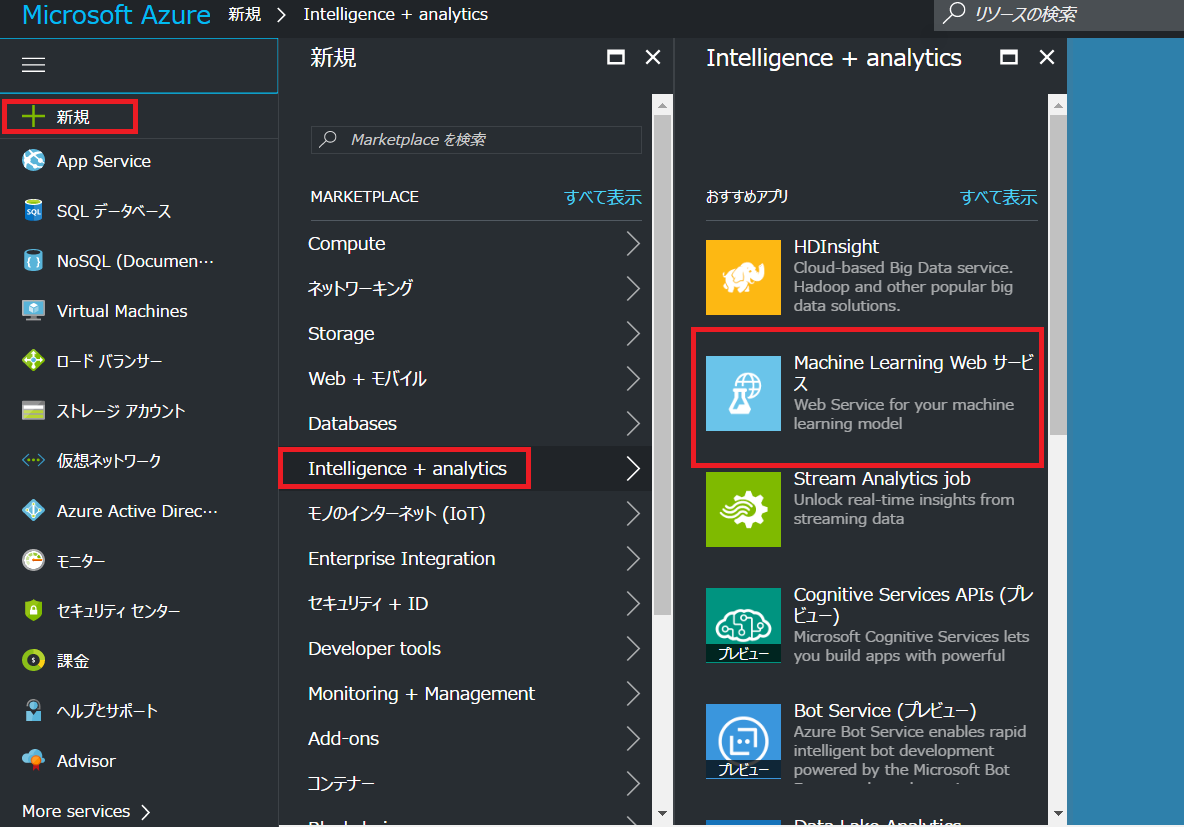 Microsoft Azure 新規 > Intelligence + analytics
リソースの検索
新規
App Service
SQL データベース
NoSQL (Documen···
Virtual Machines
ロード バランサー
ストレージ アカウント
仮想ネットワーク
Azure Active Direc···
モニター
セキュリティ センター
課金
ヘルプとサポート
Advisor
More services >
新規
Marketplace を検索
MARKETPLACE
すべて表示
Compute
ネットワーキング
Storage
Web + モバイル
Databases
Intelligence + analytics
モノのインターネット (IoT)
Enterprise Integration
セキュリティ + ID
Developer tools
Monitoring + Management
Add-ons
コンテナー
Intelligence + analytics
おすすめアプリ
すべて表示
HDInsight
Cloud-based Big Data service.
Hadoop and other popular big
data solutions.
Machine Learning Web サービ
ス
Web Service for your machine
learning model
Stream Analytics job
Unlock real-time insights from
streaming data
Cognitive Services APIs (プレ
ビュー)
Microsoft Cognitive Services lets
you build apps with powerful
プレビュー
Bot Service (プレビュー)
Azure Bot Service enables rapid
intelligent bot development
powered by the Microsoft Bot
プレビュー
Data Lake Analytics